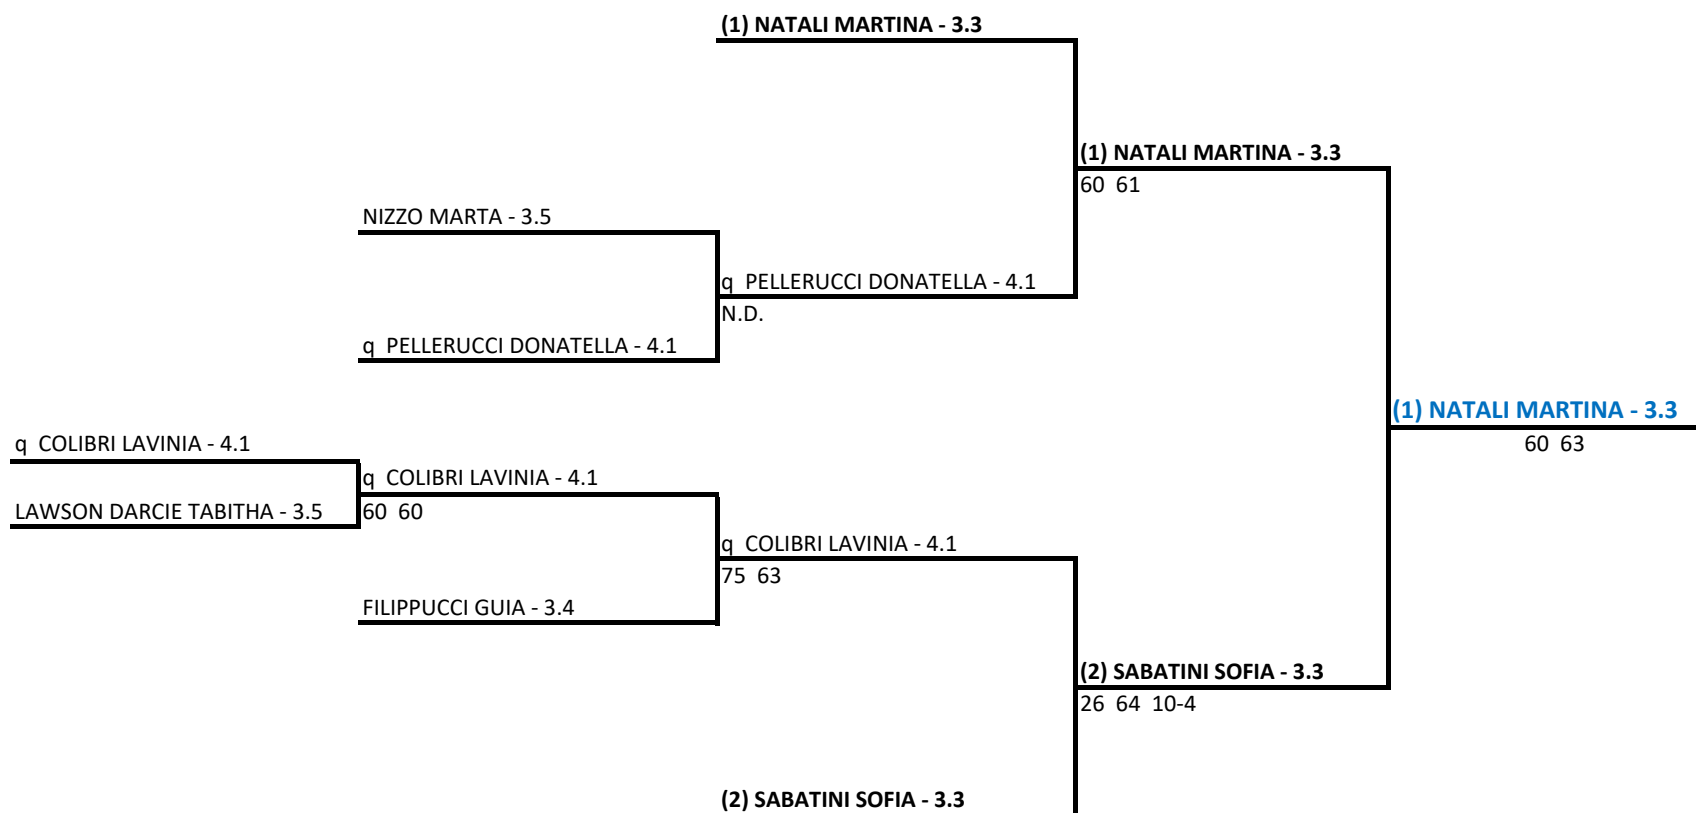 (1) NATALI MARTINA - 3.3
(1) NATALI MARTINA - 3.3
60 61
NIZZO MARTA - 3.5
q PELLERUCCI DONATELLA - 4.1
N.D.
q PELLERUCCI DONATELLA - 4.1
(1) NATALI MARTINA - 3.3
60 63
q COLIBRI LAVINIA - 4.1
q COLIBRI LAVINIA - 4.1
LAWSON DARCIE TABITHA - 3.5
60 60
q COLIBRI LAVINIA - 4.1
75 63
FILIPPUCCI GUIA - 3.4
(2) SABATINI SOFIA - 3.3
26 64 10-4
(2) SABATINI SOFIA - 3.3